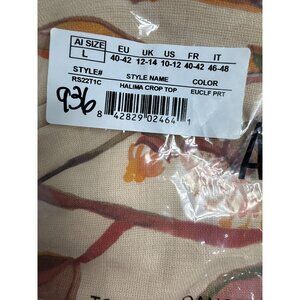 AI SIZE EU UK US FR IT
L 40-42 12-14 10-12 40-42 46-48
STYLE# STYLE NAME COLOR
RS22T1C HALIMA CROP TOP EUCLF PRT
936
8 42829 02464 1